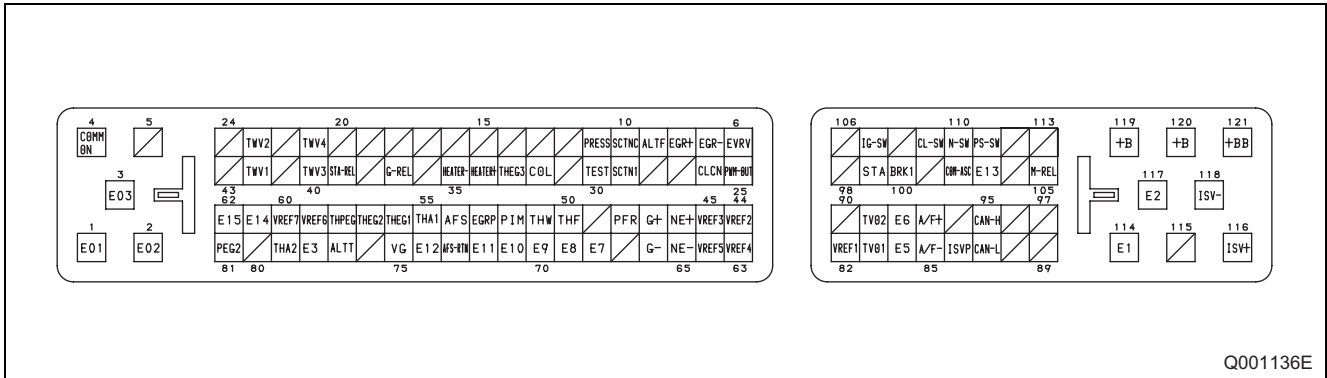 4 5 24 20 15 10 6 106 110 113 119 120 121
C0MM TWV2 TWV4 PRESS SCTNC ALTF EGR+ EGR- EVRV IG-SW CL-SW N-SW PS-SW +B +B +BB
0N
TWV1 TWV3 STA-REL G-REL HEATER- HEATER+ THEG3 C0L TEST SCTN1 CLCN PWM-0UT STA BRK1 C0M-ASC E13 M-REL
3 43 40 35 30 25 98 100 105 117 118
E03 62 60 55 50 45 44 90 95 97 E2 ISV-
E15 E14 VREF7 VREF6 THPEG THEG2 THEG1 THA1 AFS EGRP PIM THW THF PFR G+ NE+ VREF3 VREF2 TV02 E6 A/F+ CAN-H
1 2 114 115 116
E01 E02 PEG2 THA2 E3 ALTT VG E12 AFS-RTN E11 E10 E9 E8 E7 G- NE- VREF5 VREF4 VREF1 TV01 E5 A/F- ISVP CAN-L E1 ISV+
81 80 75 70 65 63 82 85 89
Q001136E